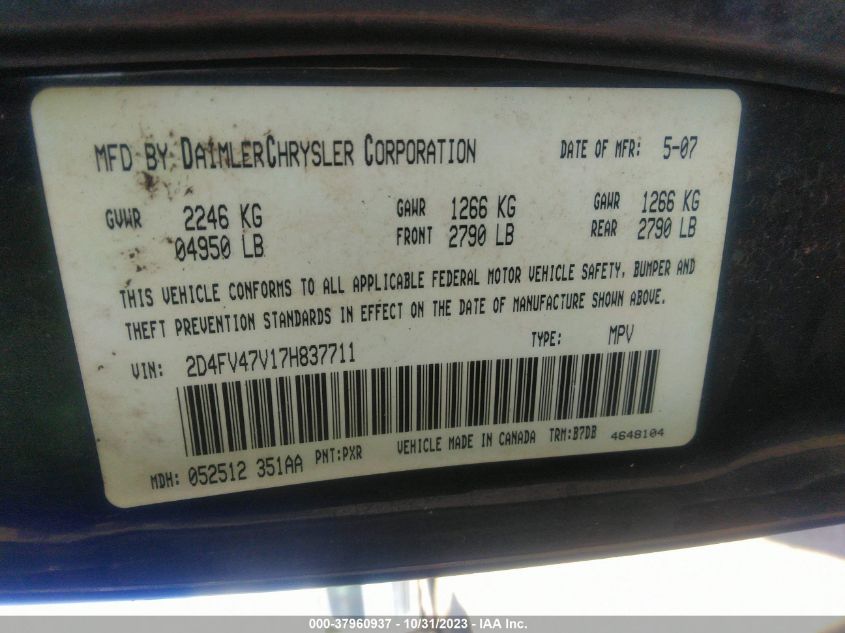 MFD BY DAIMLERCHRYSLER CORPORATION DATE OF MFR: 5-07
GVWR 2246 KG GAWR 1266 KG GAWR 1266 KG
04950 LB FRONT 2790 LB REAR 2790 LB
THIS VEHICLE CONFORMS TO ALL APPLICABLE FEDERAL MOTOR VEHICLE SAFETY, BUMPER AND
THEFT PREVENTION STANDARDS IN EFFECT ON THE DATE OF MANUFACTURE SHOWN ABOVE.
VIN: 2D4FV47V17H837711 TYPE: MPV
MDH: 052512 351AA PNT:PXR VEHICLE MADE IN CANADA TRM:B7DB 4648104
000-37960937 - 10/31/2023 - IAA Inc.